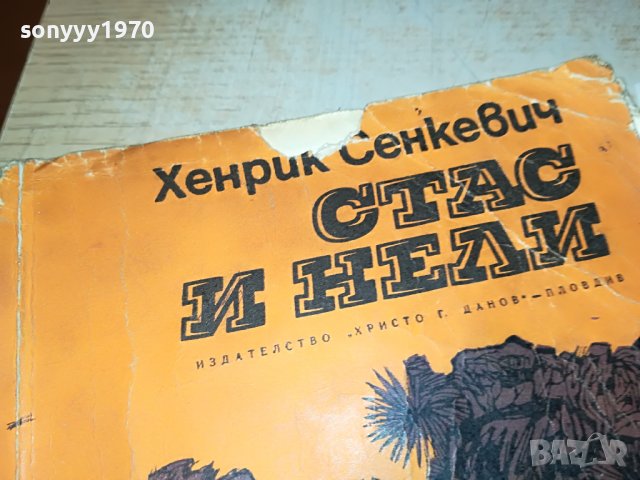 sonyyy1970
Хенрик Сенкевич
СТАС
И НЕЛИ
ИЗДАТЕЛСТВО „ХРИСТО Г. ДАНОВ" — ПЛОВДИВ
BAZAR